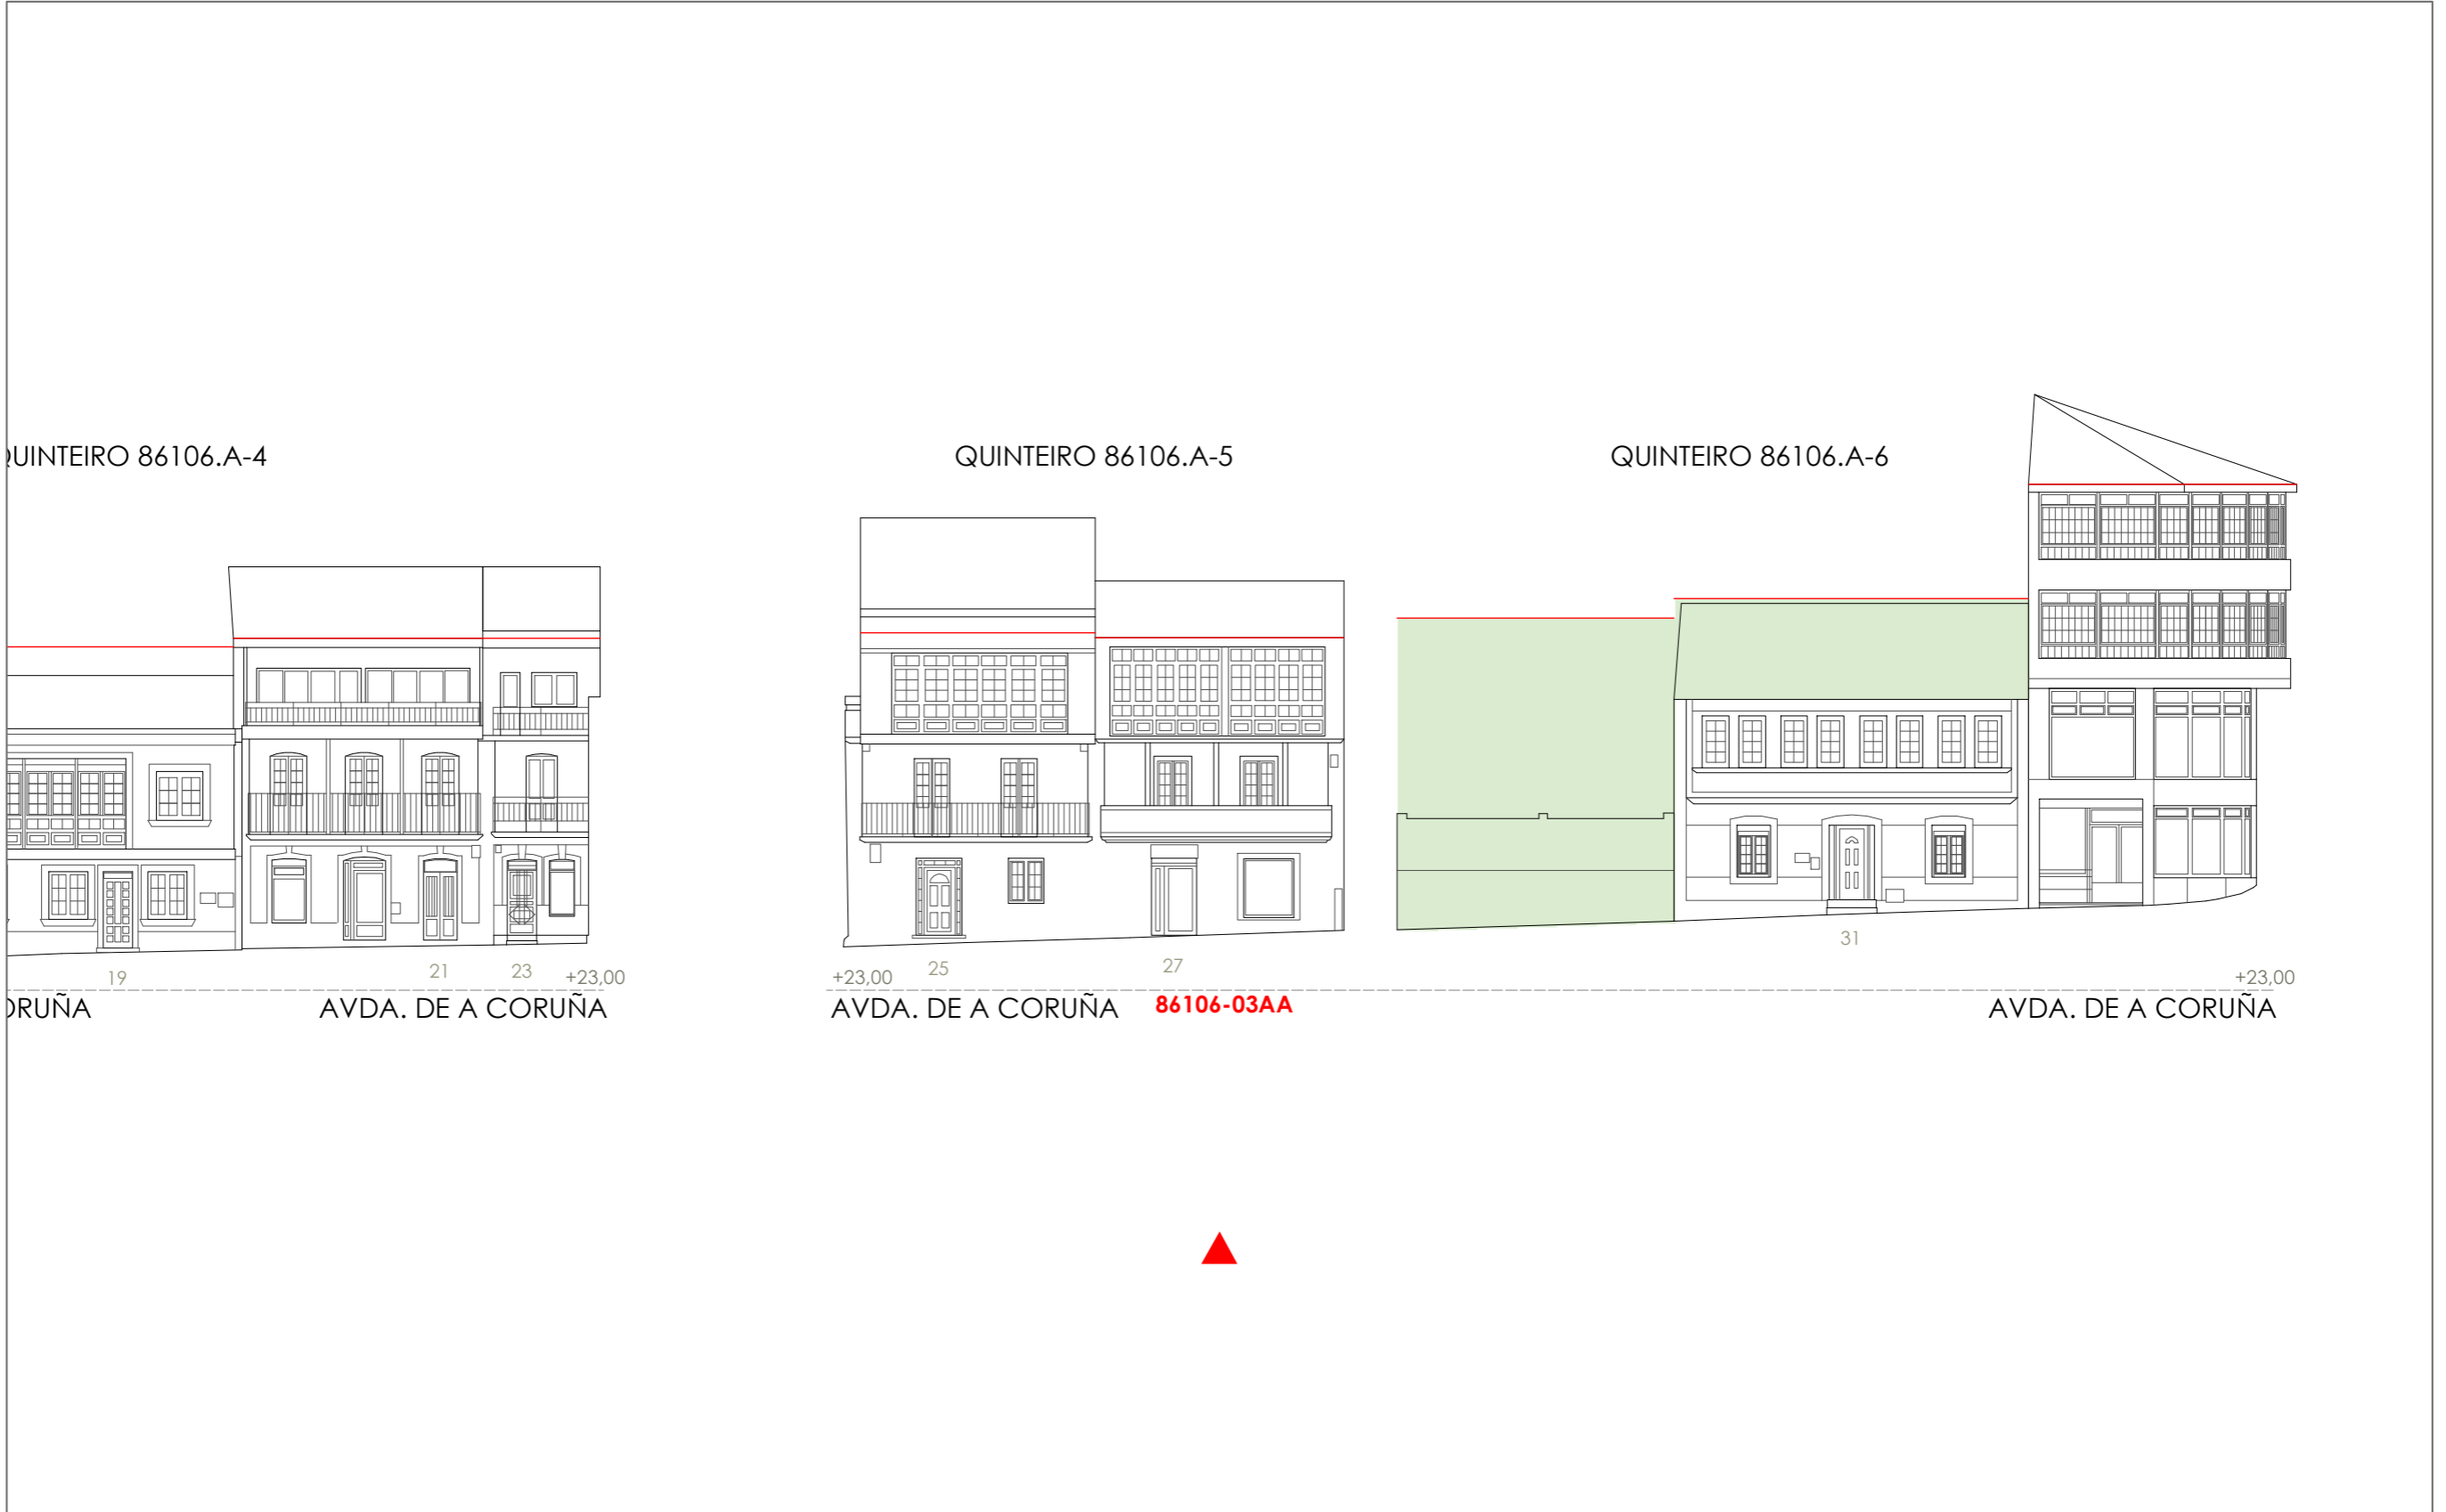 QUINTEIRO 86106.A-4
QUINTEIRO 86106.A-5
QUINTEIRO 86106.A-6
19
21
23
+23,00
+23,00
25
27
31
+23,00
ORUÑA
AVDA. DE A CORUÑA
AVDA. DE A CORUÑA
86106-03AA
AVDA. DE A CORUÑA